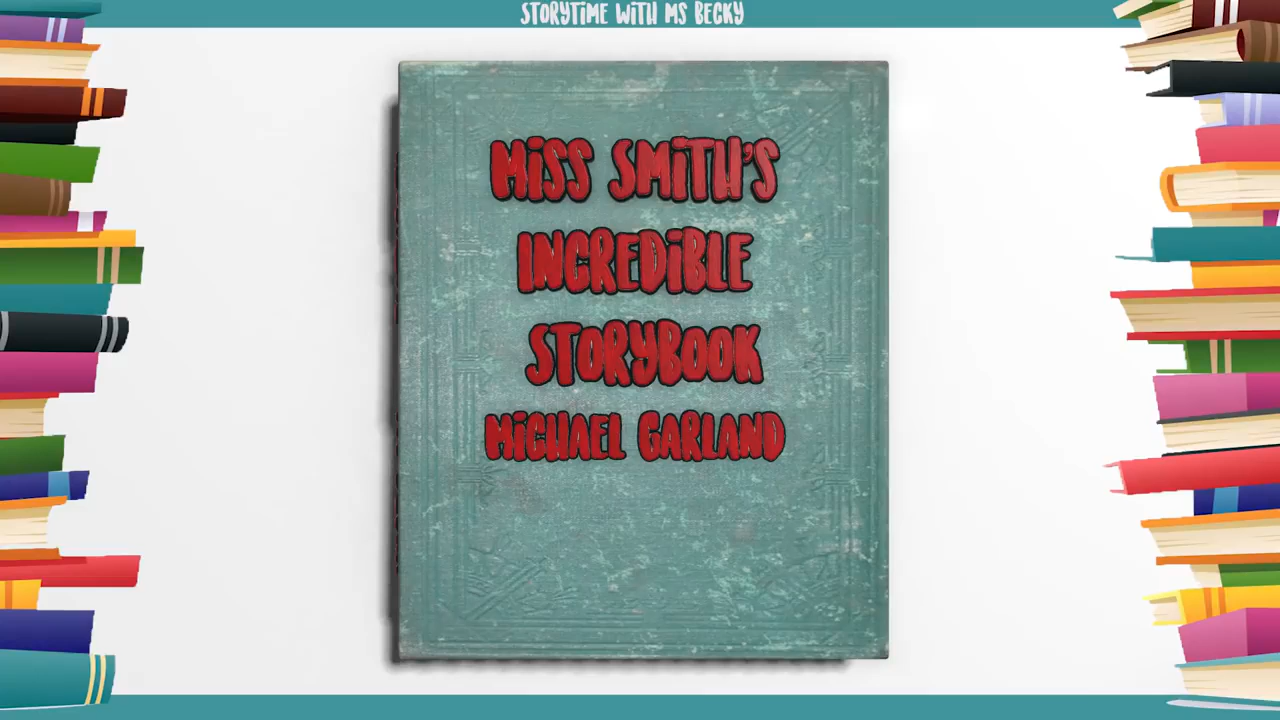 STORYTIME WITH MS BECKY
MISS SMITH'S
INCREDIBLE
STORYBOOK
MICHAEL GARLAND